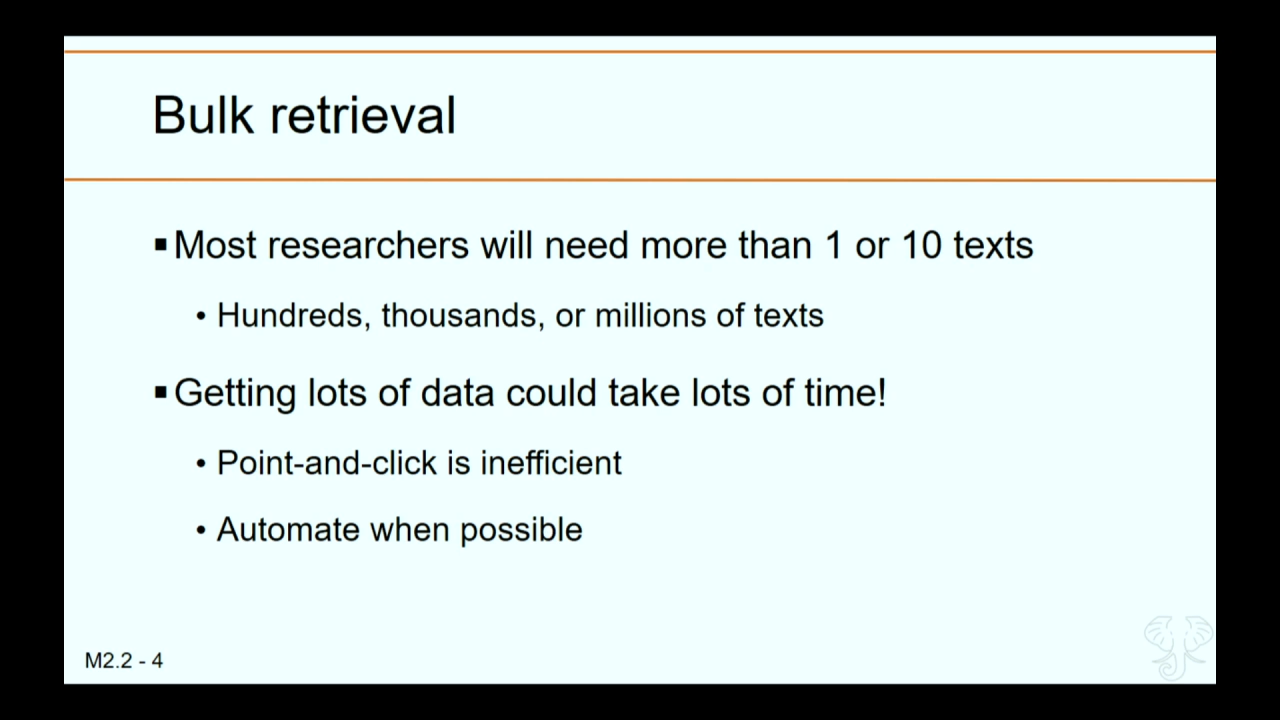 Bulk retrieval
▪ Most researchers will need more than 1 or 10 texts
• Hundreds, thousands, or millions of texts
▪ Getting lots of data could take lots of time!
• Point-and-click is inefficient
• Automate when possible
M2.2 - 4